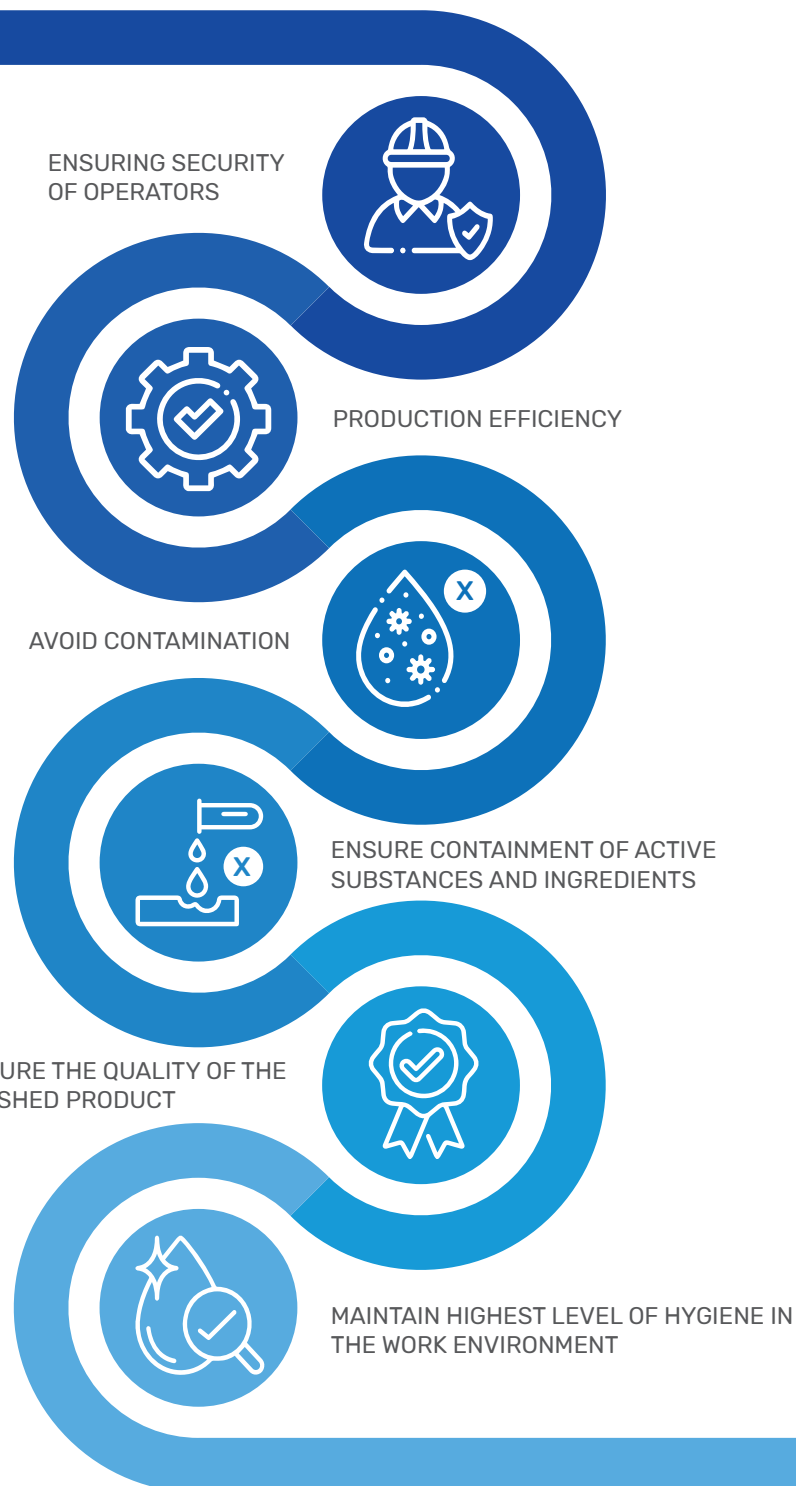 ENSURING SECURITY
OF OPERATORS
PRODUCTION EFFICIENCY
X
AVOID CONTAMINATION
X
ENSURE CONTAINMENT OF ACTIVE
SUBSTANCES AND INGREDIENTS
URE THE QUALITY OF THE
SHED PRODUCT
MAINTAIN HIGHEST LEVEL OF HYGIENE IN
THE WORK ENVIRONMENT